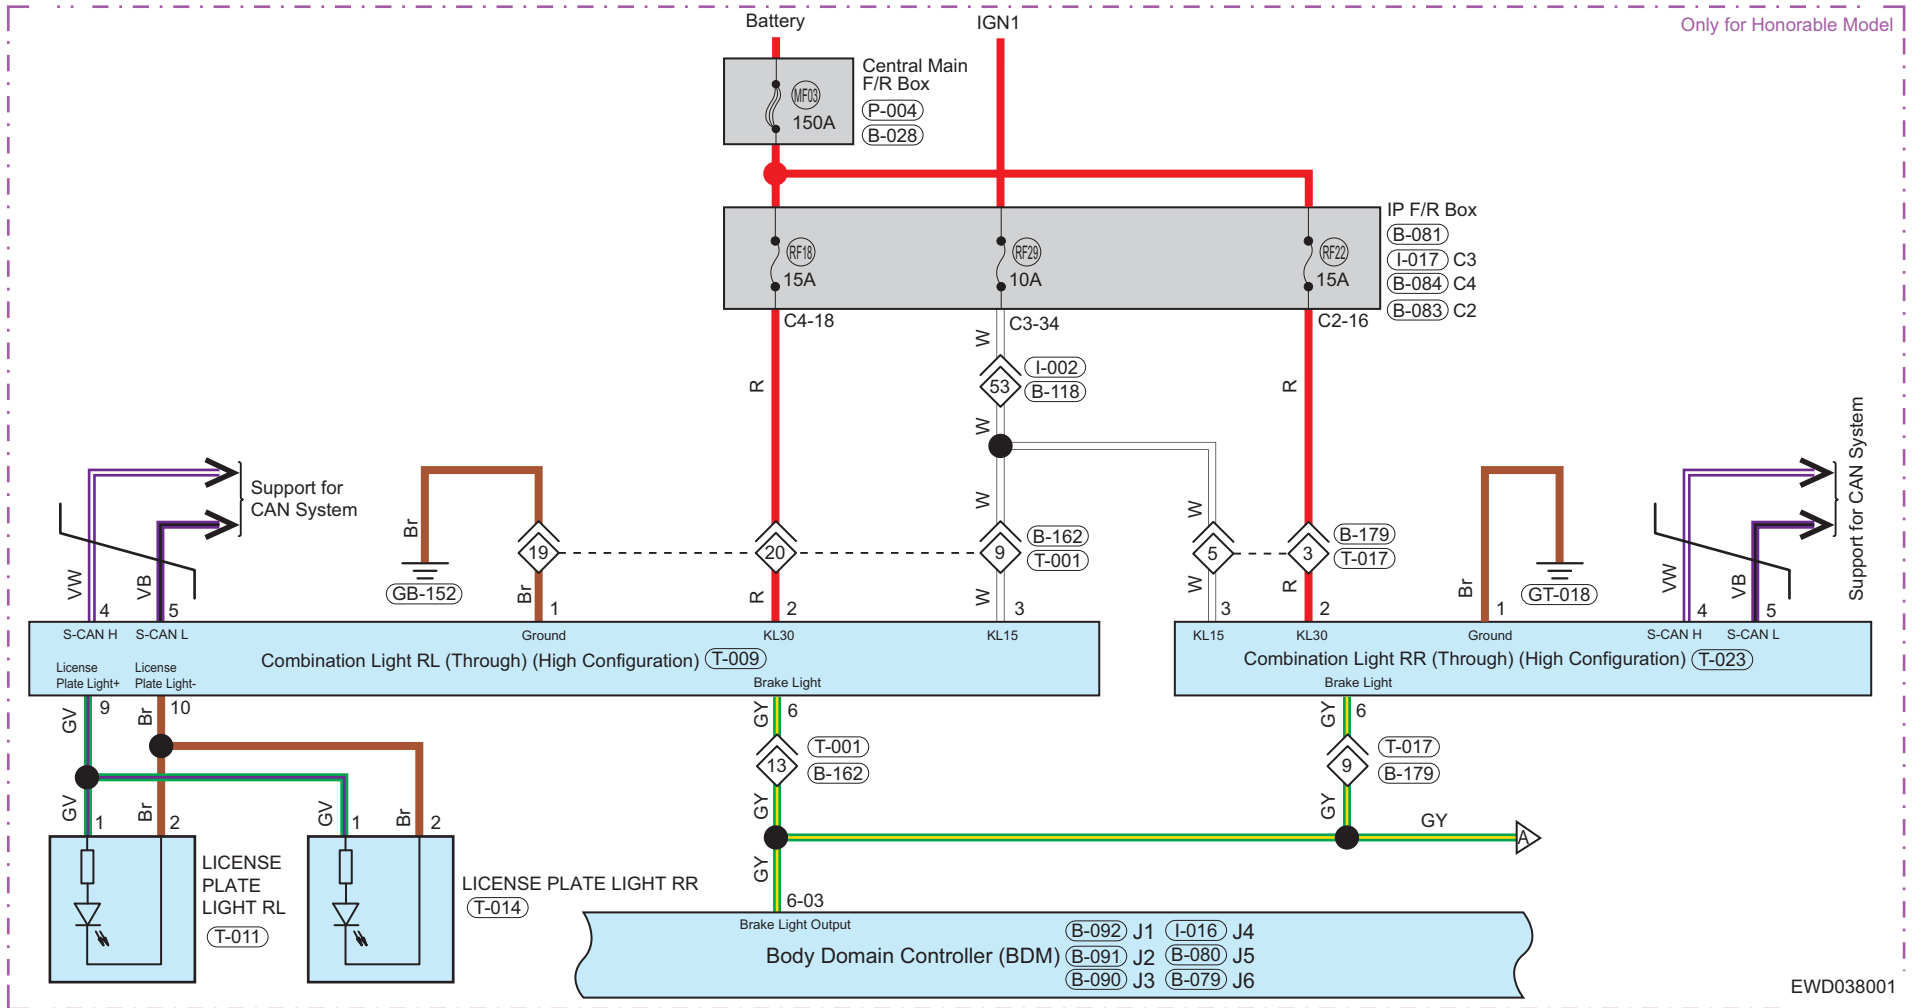 Battery
IGN1
Only for Honorable Model
MF03
150A
Central Main
F/R Box
P-004
B-028
IP F/R Box
B-081
I-017 C3
B-084 C4
B-083 C2
RF18
15A
RF29
10A
RF22
15A
C4-18
C3-34
C2-16
R
W
R
53
I-002
B-118
W
Support for
CAN System
Br
W
W
Br
Support for CAN System
19
20
9
B-162
T-001
5
3
B-179
T-017
GB-152
GT-018
VW
VB
Br
R
W
W
R
VW
VB
4
5
1
2
3
3
2
1
4
5
S-CAN H
S-CAN L
Ground
KL30
KL15
KL15
KL30
Ground
S-CAN H
S-CAN L
Combination Light RL (Through) (High Configuration) T-009
Combination Light RR (Through) (High Configuration) T-023
License
Plate Light+
License
Plate Light-
Brake Light
Brake Light
GV
9
Br
10
GY
6
GY
6
13
T-001
B-162
9
T-017
B-179
GV
1
Br
2
GV
1
Br
2
GY
GY
GY
A
LICENSE
PLATE
LIGHT RL
T-011
LICENSE PLATE LIGHT RR
T-014
GY
6-03
Brake Light Output
Body Domain Controller (BDM)
B-092 J1
I-016 J4
B-091 J2
B-080 J5
B-090 J3
B-079 J6
EWD038001